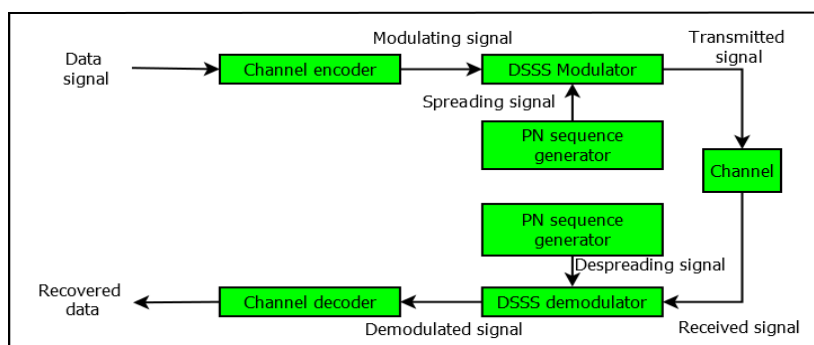 Data
signal
Channel encoder
Modulating signal
DSSS Modulator
Transmitted
signal
Spreading signal
PN sequence
generator
Channel
PN sequence
generator
Despreading signal
Recovered
data
Channel decoder
Demodulated signal
DSSS demodulator
Received signal